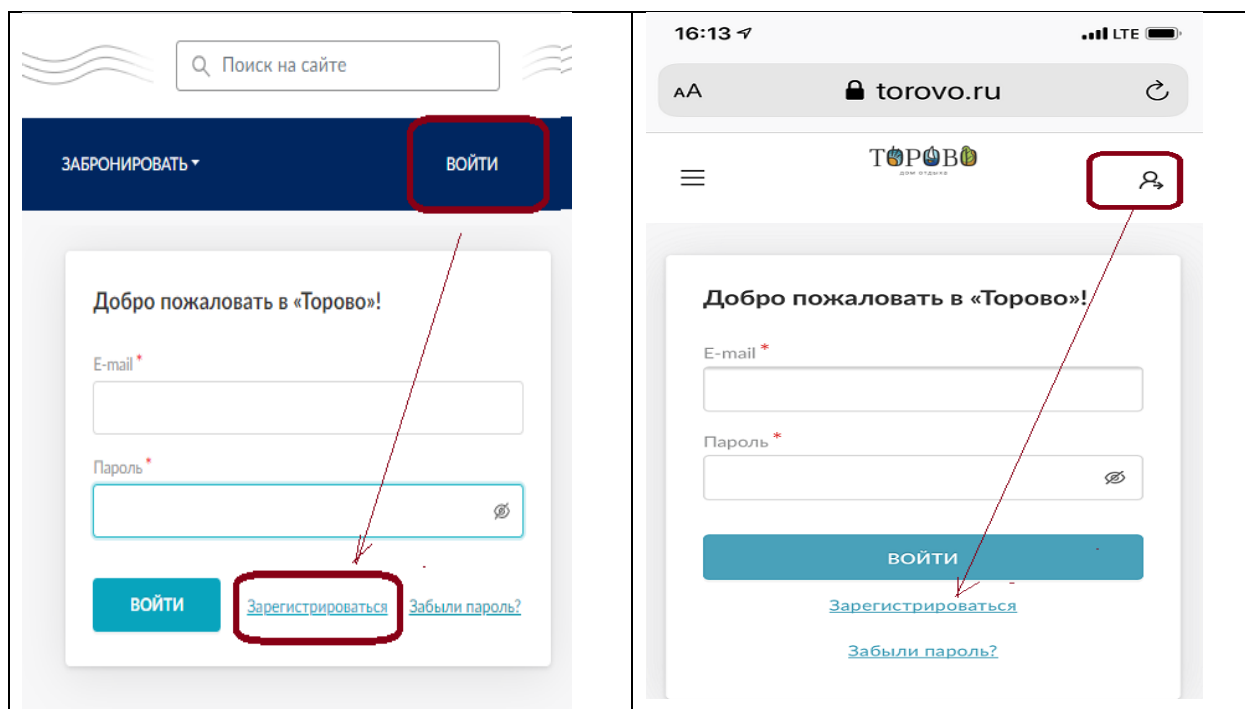 Поиск на сайте
ЗАБРОНИРОВАТЬ
ВОЙТИ
Добро пожаловать в «Торово»!
E-mail *
Пароль *
ВОЙТИ
Зарегистрироваться
Забыли пароль?
16:13
LTE
AA
torovo.ru
ТОРОВО
дом отдыха
Добро пожаловать в «Торово»!
E-mail *
Пароль *
ВОЙТИ
Зарегистрироваться
Забыли пароль?